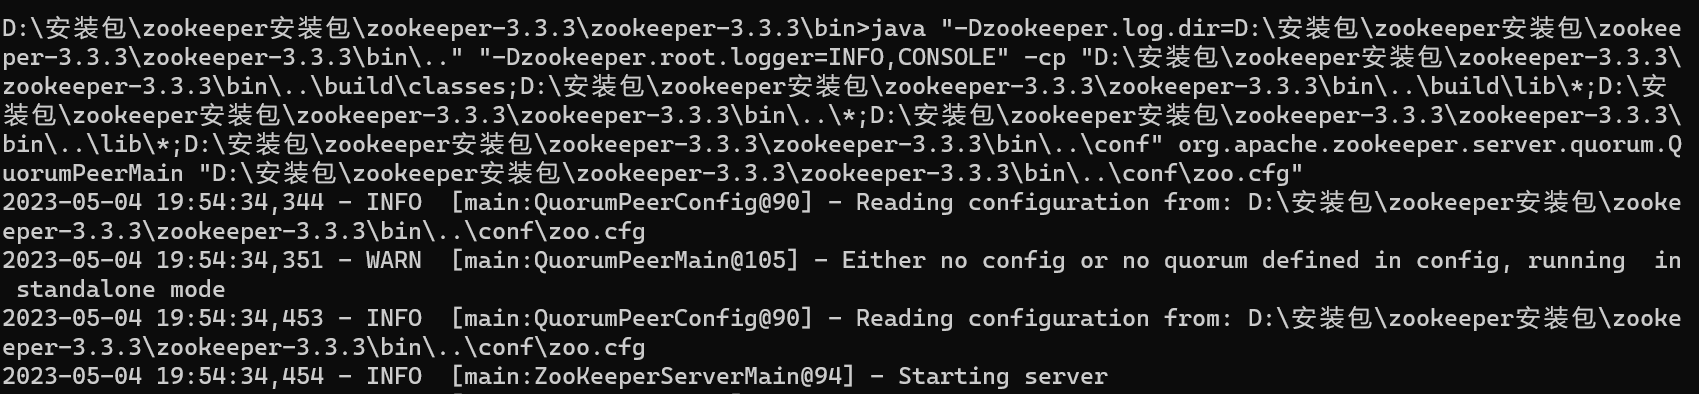 D:\安装包\zookeeper安装包\zookeeper-3.3.3\zookeeper-3.3.3\bin>java "-Dzookeeper.log.dir=D:\安装包\zookeeper安装包\zookee
per-3.3.3\zookeeper-3.3.3\bin\.." "-Dzookeeper.root.logger=INFO,CONSOLE" -cp "D:\安装包\zookeeper安装包\zookeeper-3.3.3\
zookeeper-3.3.3\bin\..\build\classes;D:\安装包\zookeeper安装包\zookeeper-3.3.3\zookeeper-3.3.3\bin\..\build\lib\*;D:\安
装包\zookeeper安装包\zookeeper-3.3.3\zookeeper-3.3.3\bin\..\*;D:\安装包\zookeeper安装包\zookeeper-3.3.3\zookeeper-3.3.3\
bin\..\lib\*;D:\安装包\zookeeper安装包\zookeeper-3.3.3\zookeeper-3.3.3\bin\..\conf" org.apache.zookeeper.server.quorum.Q
uorumPeerMain "D:\安装包\zookeeper安装包\zookeeper-3.3.3\zookeeper-3.3.3\bin\..\conf\zoo.cfg"
2023-05-04 19:54:34,344 - INFO  [main:QuorumPeerConfig@90] - Reading configuration from: D:\安装包\zookeeper安装包\zooke
eper-3.3.3\zookeeper-3.3.3\bin\..\conf\zoo.cfg
2023-05-04 19:54:34,351 - WARN  [main:QuorumPeerMain@105] - Either no config or no quorum defined in config, running  in
 standalone mode
2023-05-04 19:54:34,453 - INFO  [main:QuorumPeerConfig@90] - Reading configuration from: D:\安装包\zookeeper安装包\zooke
eper-3.3.3\zookeeper-3.3.3\bin\..\conf\zoo.cfg
2023-05-04 19:54:34,454 - INFO  [main:ZooKeeperServerMain@94] - Starting server